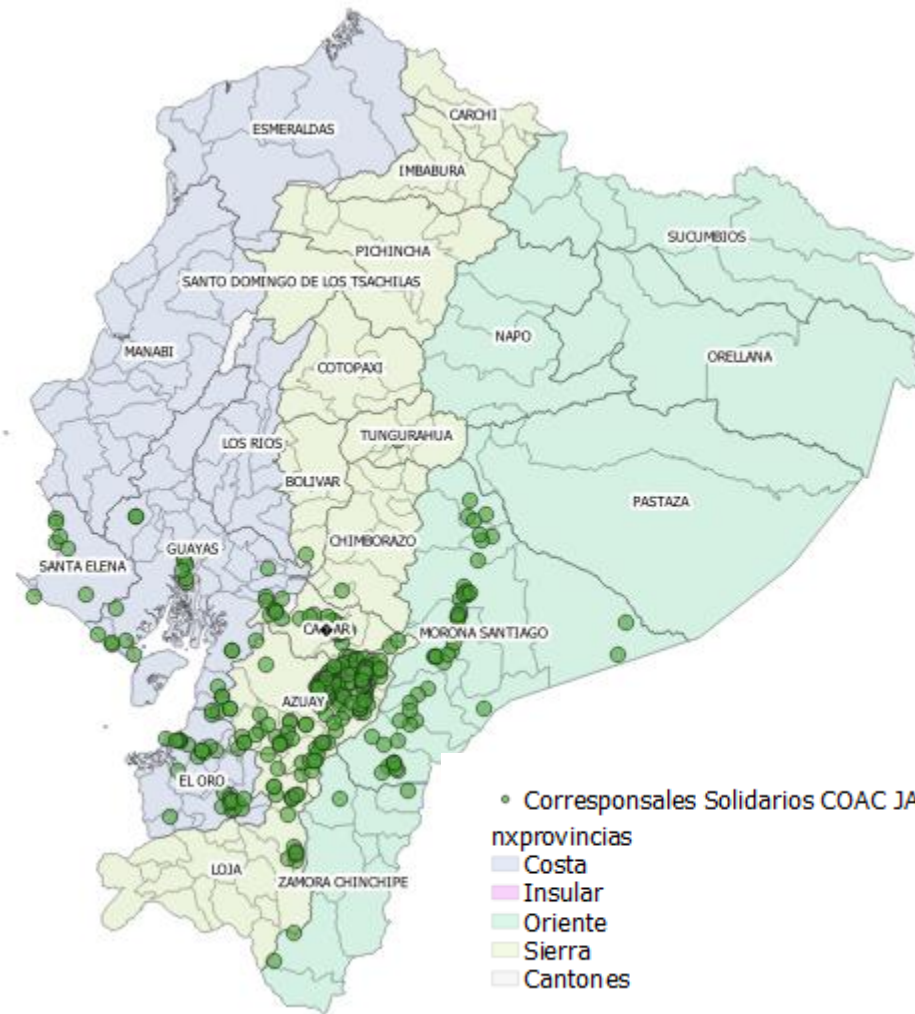 CARCHI
ESMERALDAS
IMBABURA
SUCUMBIOS
PICHINCHA
SANTO DOMINGO DE LOS TSACHILAS
NAPO
MANABI
ORELLANA
COTOPAXI
LOS RIOS
TUNGURAHUA
BOLIVAR
PASTAZA
CHIMBORAZO
GUAYAS
SANTA ELENA
CA�AR
MORONA SANTIAGO
AZUAY
EL ORO
LOJA
ZAMORA CHINCHIPE
Corresponsales Solidarios COAC JA
nxprovincias
Costa
Insular
Oriente
Sierra
Cantones